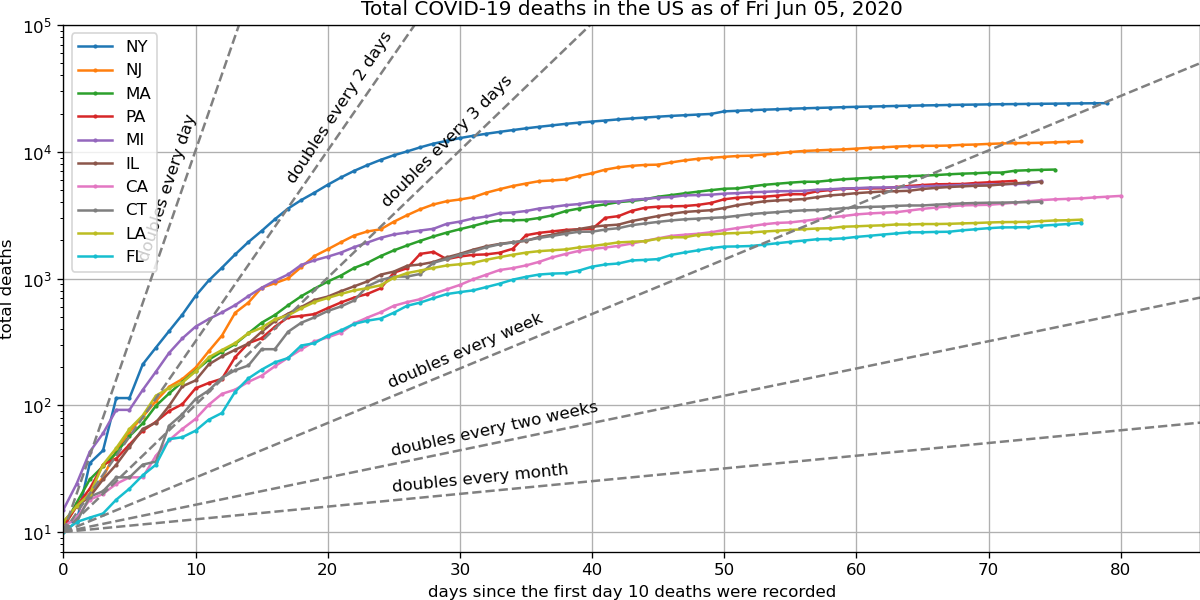 Total COVID-19 deaths in the US as of Fri Jun 05, 2020
10^5
10^4
10^3
10^2
10^1
total deaths
NY
NJ
MA
PA
MI
IL
CA
CT
LA
FL
doubles every day
doubles every 2 days
doubles every 3 days
doubles every week
doubles every two weeks
doubles every month
0 10 20 30 40 50 60 70 80
days since the first day 10 deaths were recorded